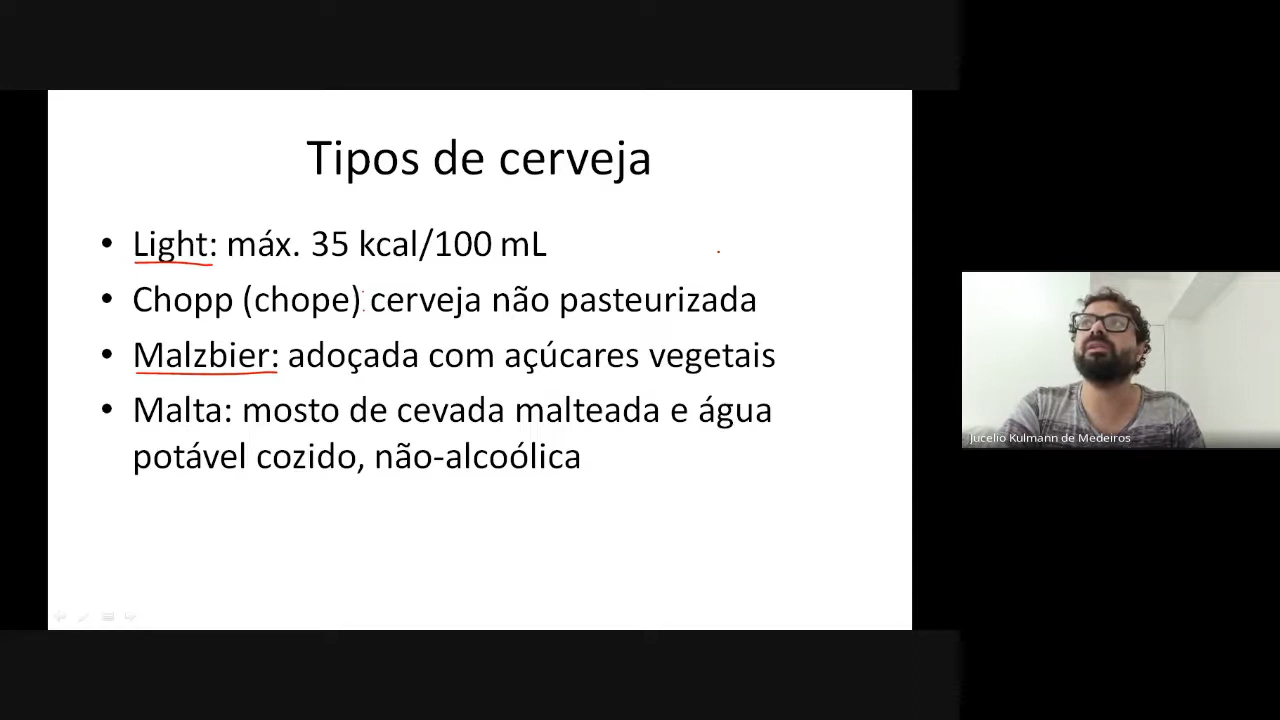 Tipos de cerveja
• Light: máx. 35 kcal/100 mL
• Chopp (chope): cerveja não pasteurizada
• Malzbier: adoçada com açúcares vegetais
• Malta: mosto de cevada malteada e água
potável cozido, não-alcoólica
Jucelio Kulmann de Medeiros